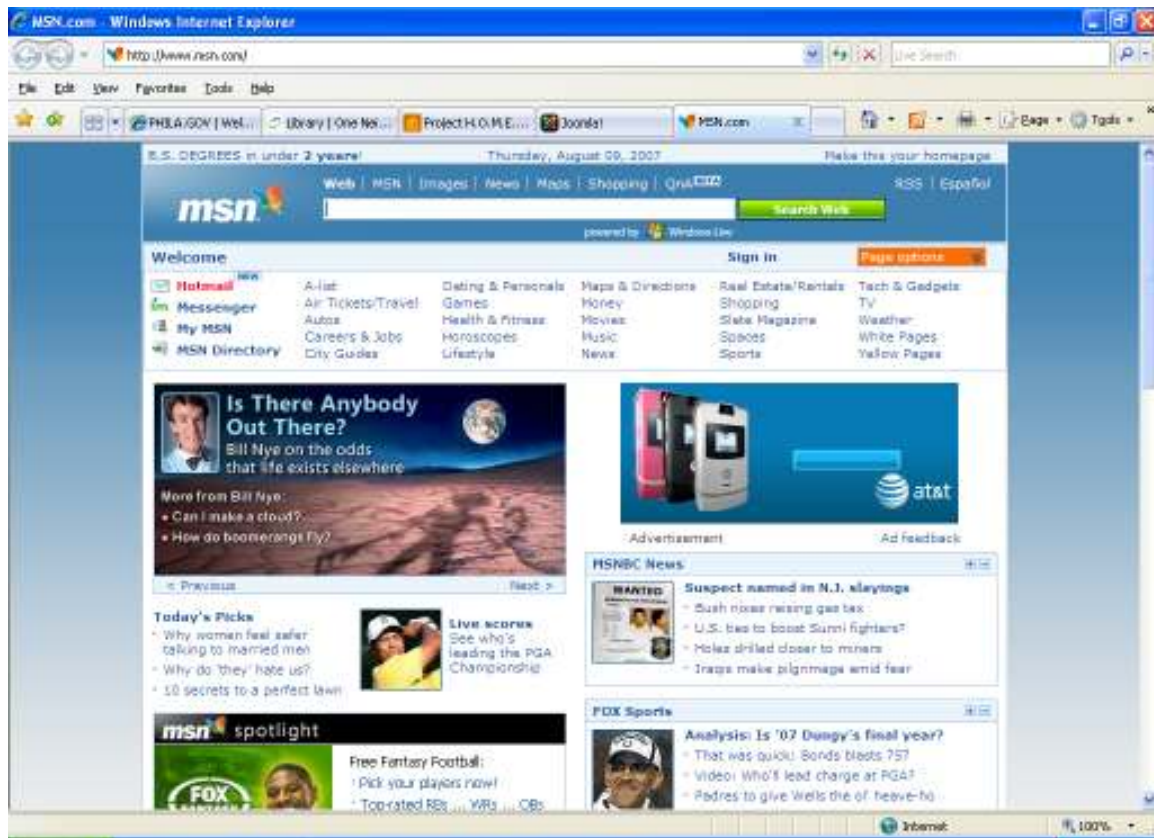 MSN.com - Windows Internet Explorer
http://www.msn.com/
Live Search
File Edit View Favorites Tools Help
PHILA.GOV | Wel... Library | One Nei... Project H.O.M.E.... Joomla! MSN.com Page Tools
B.S. DEGREES in under 2 years! Thursday, August 09, 2007 Make this your homepage
Web | MSN | Images | News | Maps | Shopping | QnA BETA RSS | Español
msn Search Web
powered by Windows Live
Welcome Sign in Page options
Hotmail NEW A-list Dating & Personals Maps & Directions Real Estate/Rentals Tech & Gadgets
Messenger Air Tickets/Travel Games Money Shopping TV
My MSN Autos Health & Fitness Movies Slate Magazine Weather
MSN Directory Careers & Jobs Horoscopes Music Spaces White Pages
City Guides Lifestyle News Sports Yellow Pages
Is There Anybody
Out There?
Bill Nye on the odds
that life exists elsewhere
More from Bill Nye:
• Can I make a cloud?
• How do boomerangs fly?
< Previous Next >
at&t
Advertisement Ad feedback
Today's Picks
Why women feel safer
talking to married men
Why do 'they' hate us?
10 secrets to a perfect lawn
Live scores
See who's
leading the PGA
Championship
MSNBC News
WANTED
Suspect named in N.J. slayings
Bush nixes raising gas tax
U.S. ties to boost Sunni fighters?
Holes drilled closer to miners
Iraqis make pilgrimage amid fear
msn spotlight
FOX
Free Fantasy Football:
Pick your players now!
Top-rated RBs ... WRs ... QBs
FOX Sports
Analysis: Is '07 Dungy's final year?
That was quick: Bonds blasts 757
Video: Who'll lead charge at PGA?
Padres to give Wells the ol' heave-ho
Internet 100%